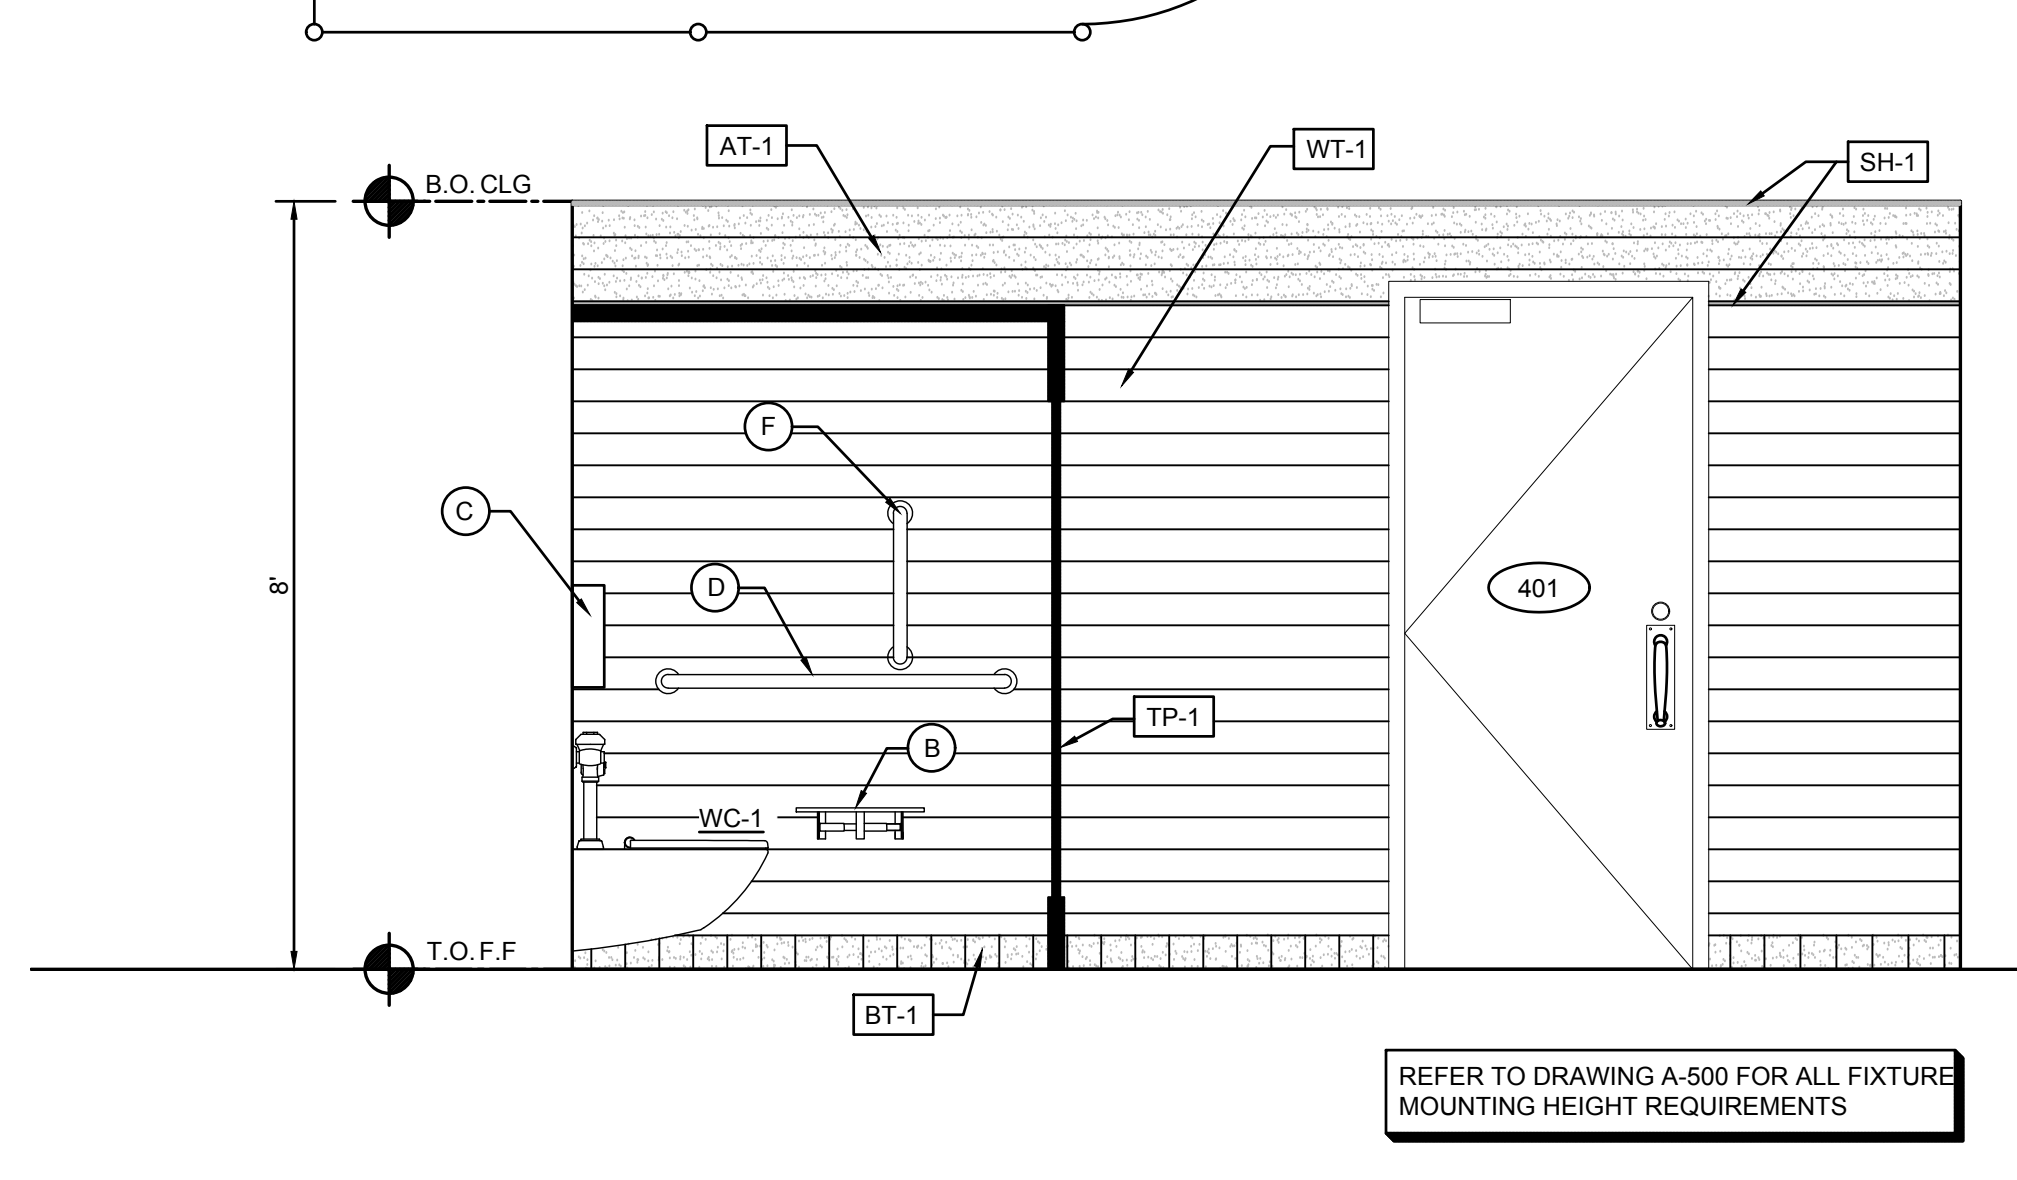 AT-1
WT-1
SH-1
B.O. CLG
F
C
8'
D
401
TP-1
B
WC-1
T.O.F.F
BT-1
REFER TO DRAWING A-500 FOR ALL FIXTURE
MOUNTING HEIGHT REQUIREMENTS